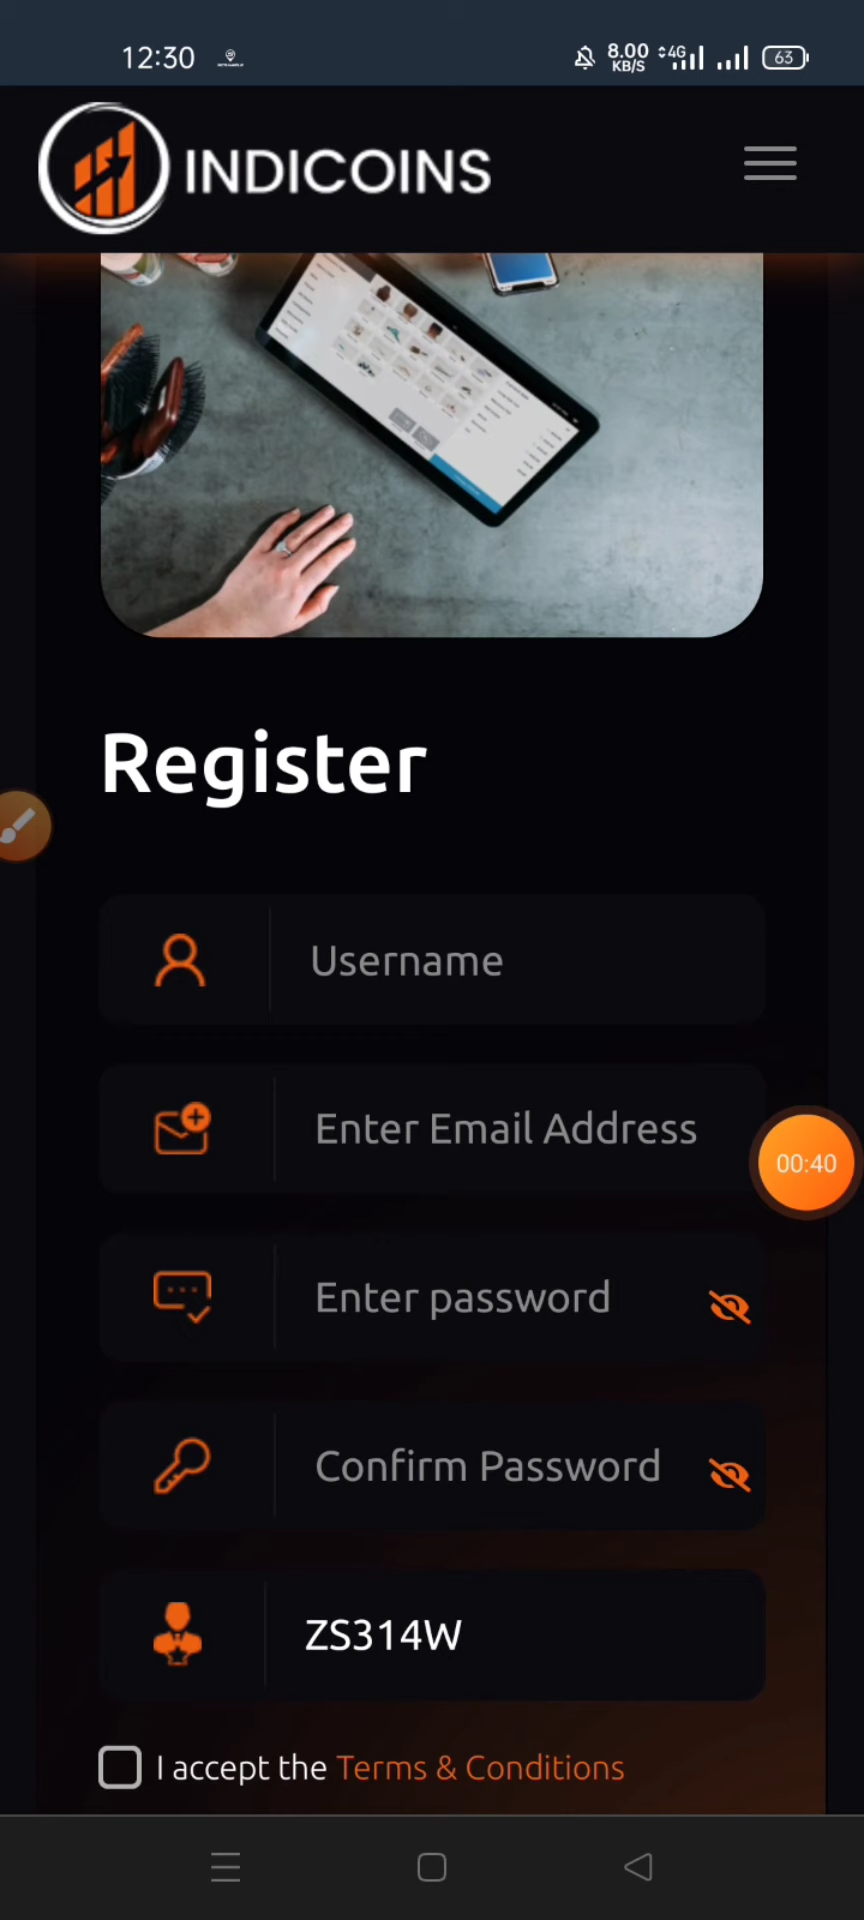 12:30
8.00
KB/S
4G
63
INDICOINS
Register
Username
Enter Email Address
00:40
Enter password
Confirm Password
ZS314W
I accept the Terms & Conditions